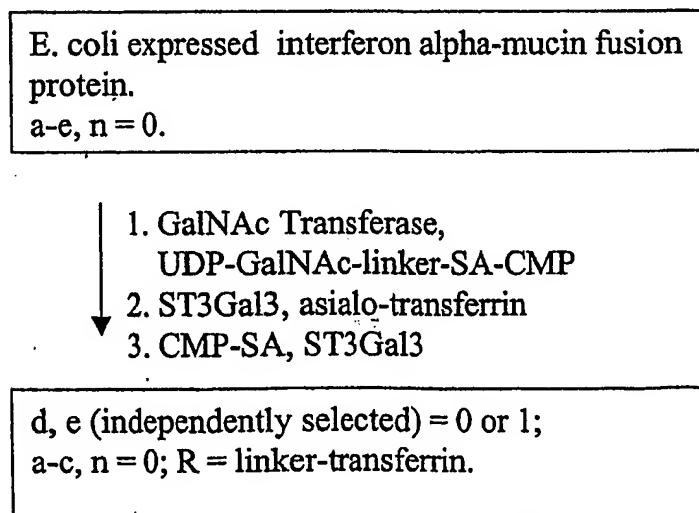 E. coli expressed interferon alpha-mucin fusion
protein.
a-e, n = 0.
1. GalNAc Transferase,
UDP-GalNAc-linker-SA-CMP
2. ST3Gal3, asialo-transferrin
3. CMP-SA, ST3Gal3
d, e (independently selected) = 0 or 1;
a-c, n = 0; R = linker-transferrin.